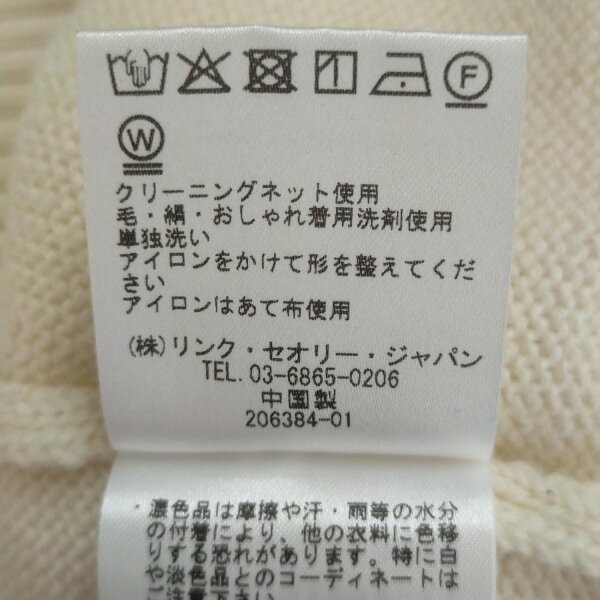 F
W
クリーニングネット使用
毛・絹・おしゃれ着用洗剤使用
単独洗い
アイロンをかけて形を整えてくだ
さい
アイロンはあて布使用
(株)リンク・セオリー・ジャパン
TEL. 03-6865-0206
中国製
206384-01
濃色品は摩擦や汗・雨等の水分
の付着により、他の衣料に色移
りする恐れがあります。特に白
や淡色品とのコーディネートは
ご注意下